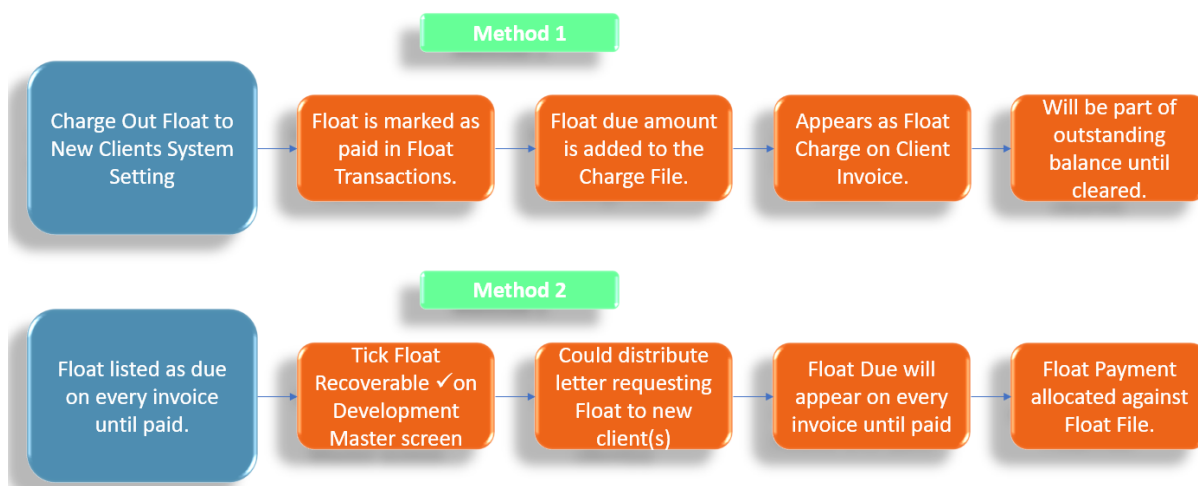 Method 1
Charge Out Float to
New Clients System
Setting
Float is marked as
paid in Float
Transactions.
Float due amount
is added to the
Charge File.
Appears as Float
Charge on Client
Invoice.
Will be part of
outstanding
balance until
cleared.
Method 2
Float listed as due
on every invoice
until paid.
Tick Float
Recoverable ✓on
Development
Master screen
Could distribute
letter requesting
Float to new
client(s)
Float Due will
appear on every
invoice until paid
Float Payment
allocated against
Float File.